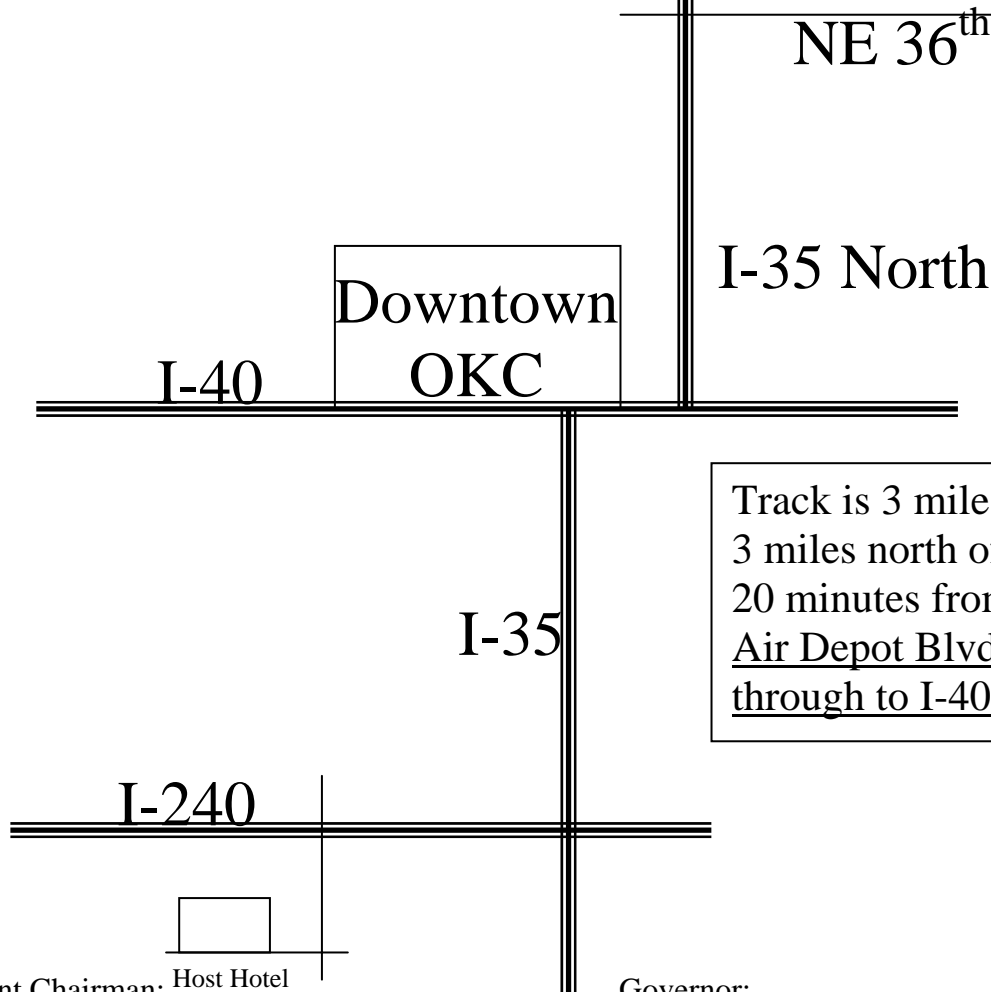 NE 36th
I-35 North
Downtown
OKC
I-40
Track is 3 mile
3 miles north o
20 minutes from
Air Depot Blvd
through to I-40
I-35
I-240
Host Hotel
nt Chairman:
Governor: